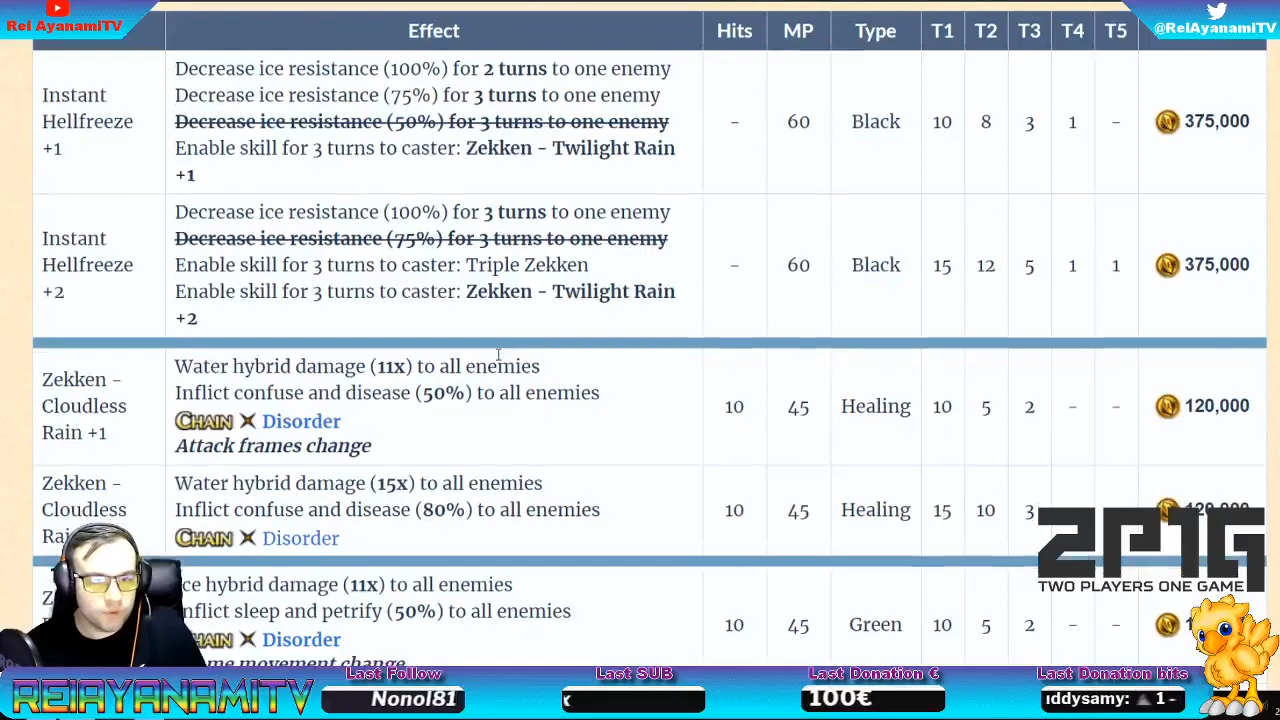 Rei AyanamiTV
Effect
Hits
MP
Type
T1
T2
T3
T4
T5
@ReiAyanamiTV
Instant
Hellfreeze
+1
Decrease ice resistance (100%) for 2 turns to one enemy
Decrease ice resistance (75%) for 3 turns to one enemy
Decrease ice resistance (50%) for 3 turns to one enemy
Enable skill for 3 turns to caster: Zekken - Twilight Rain
+1
-
60
Black
10
8
3
1
-
375,000
Instant
Hellfreeze
+2
Decrease ice resistance (100%) for 3 turns to one enemy
Decrease ice resistance (75%) for 3 turns to one enemy
Enable skill for 3 turns to caster: Triple Zekken
Enable skill for 3 turns to caster: Zekken - Twilight Rain
+2
-
60
Black
15
12
5
1
1
375,000
Zekken -
Cloudless
Rain +1
Water hybrid damage (11x) to all enemies
Inflict confuse and disease (50%) to all enemies
CHAIN Disorder
Attack frames change
10
45
Healing
10
5
2
-
-
120,000
Zekken -
Cloudless
Water hybrid damage (15x) to all enemies
Inflict confuse and disease (80%) to all enemies
CHAIN Disorder
10
45
Healing
15
10
3
hybrid damage (11x) to all enemies
nflict sleep and petrify (50%) to all enemies
HAIN Disorder
movement change
10
45
Green
10
5
2
-
-
2P1G
TWO PLAYERS ONE GAME
REIAYANAMITV
Last Follow
Nonol81
Last SUB
x
Last Donation €
100€
Last Donation bits
iddysamy: 1 -